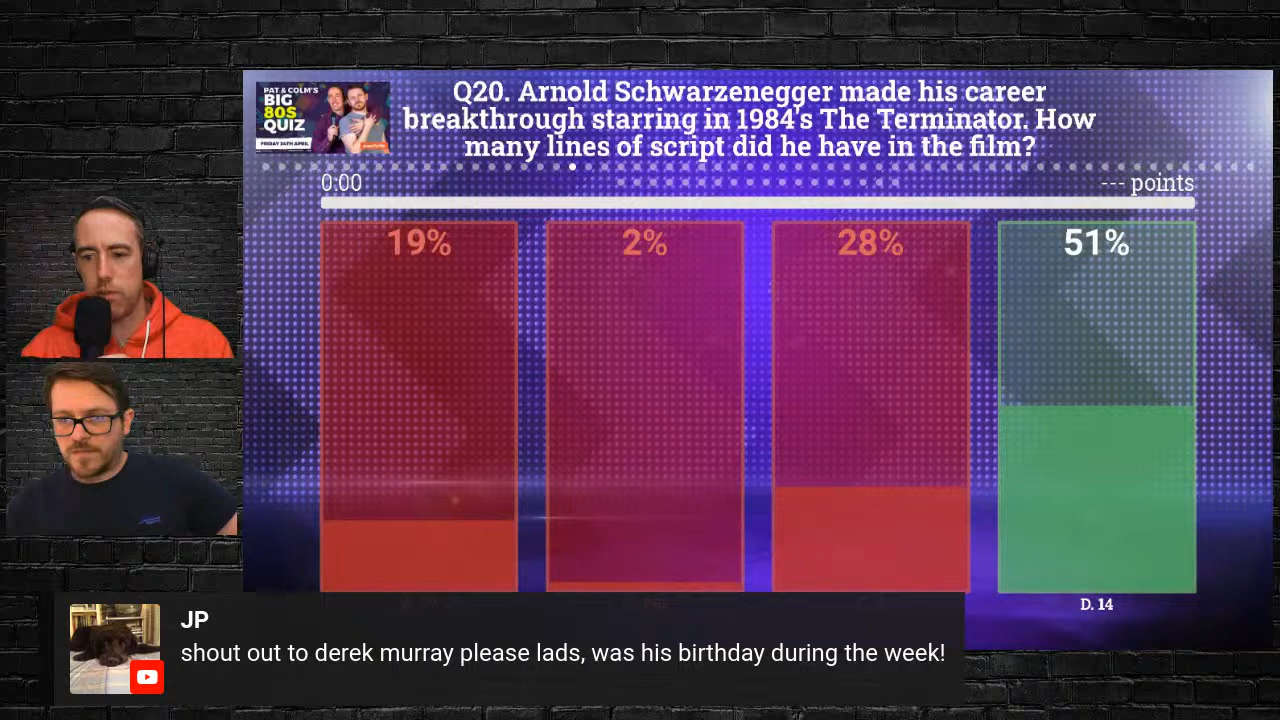 PAT & COLM'S
BIG
80S
QUIZ
FRIDAY 24TH APRIL
Q20. Arnold Schwarzenegger made his career
breakthrough starring in 1984's The Terminator. How
many lines of script did he have in the film?
0:00
--- points
19%
2%
28%
51%
D. 14
JP
shout out to derek murray please lads, was his birthday during the week!